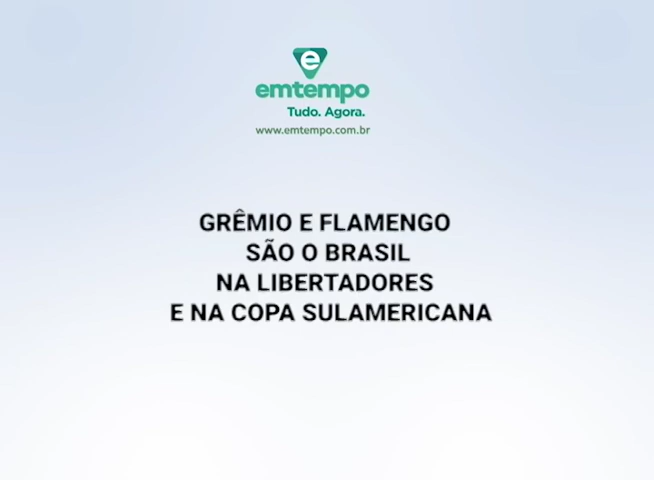 e
emtempo
Tudo. Agora.
www.emtempo.com.br
GRÊMIO E FLAMENGO
SÃO O BRASIL
NA LIBERTADORES
E NA COPA SULAMERICANA